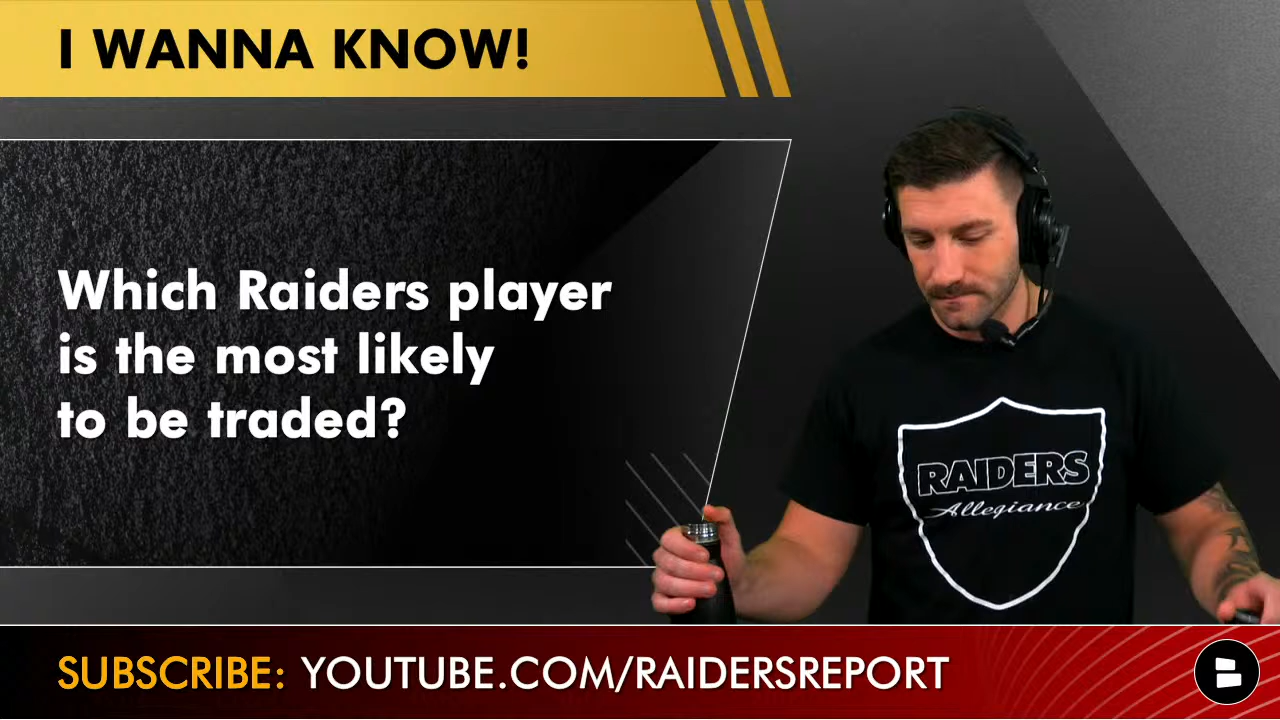 I WANNA KNOW!
Which Raiders player
is the most likely
to be traded?
RAIDERS
Allegiance
SUBSCRIBE: YOUTUBE.COM/RAIDERSREPORT